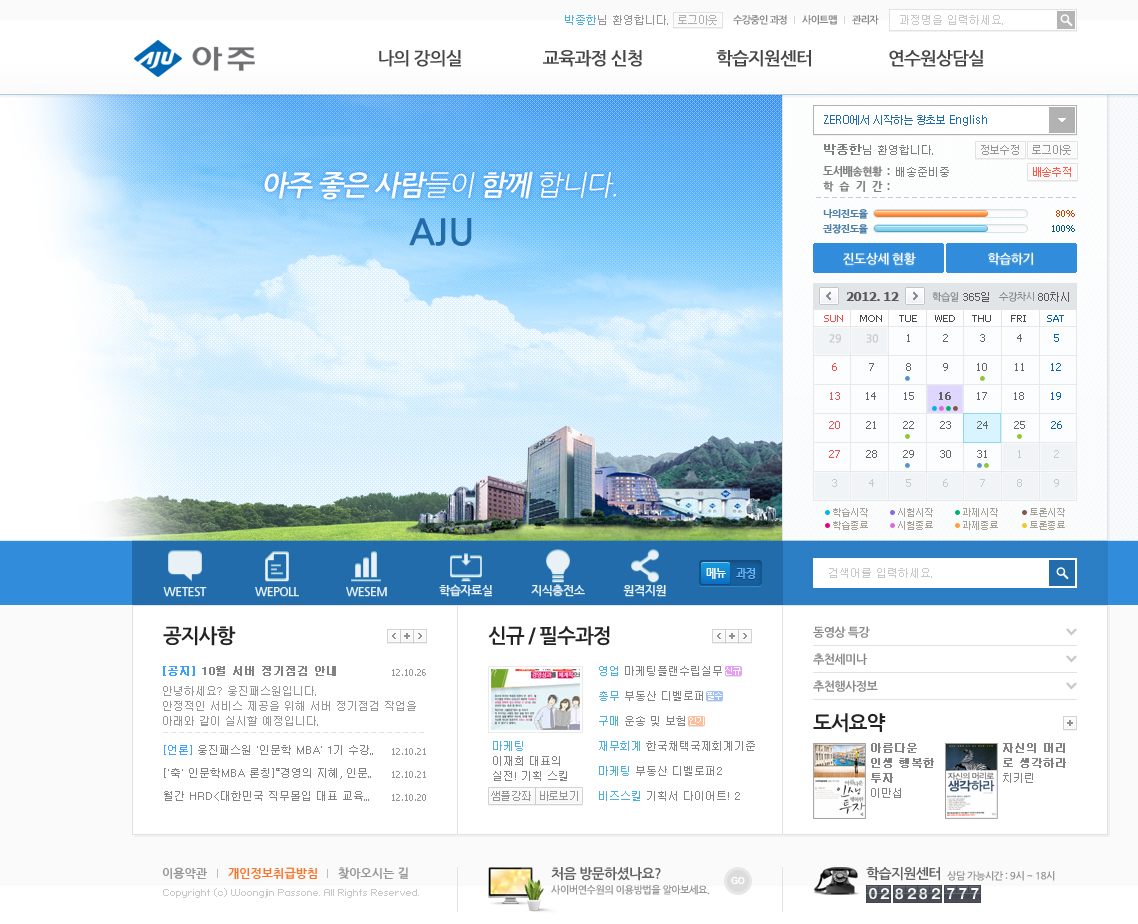 박종한님 환영합니다. 로그아웃 수강중인 과정 사이트맵 관리자 과정명을 입력하세요.
AJU 아주
나의 강의실 교육과정 신청 학습지원센터 연수원상담실
아주 좋은 사람들이 함께 합니다.
AJU
ZERO에서 시작하는 왕초보 English
박종한님 환영합니다. 정보수정 로그아웃
도서배송현황 : 배송준비중 배송추적
학 습 기 간 :
나의진도율 80%
권장진도율 100%
진도상세 현황 학습하기
2012. 12 학습일 365일 수강차시 80차시
SUN MON TUE WED THU FRI SAT
29 30 1 2 3 4 5
6 7 8 9 10 11 12
13 14 15 16 17 18 19
20 21 22 23 24 25 26
27 28 29 30 31 1 2
3 4 5 6 7 8 9
학습시작 시험시작 과제시작 토론시작
학습종료 시험종료 과제종료 토론종료
WETEST WEPOLL WESEM 학습자료실 지식충전소 원격지원 메뉴 과정
검색어를 입력하세요.
공지사항
[공지] 10월 서버 정기점검 안내 12.10.26
안녕하세요? 웅진패스원입니다.
안정적인 서비스 제공을 위해 서버 정기점검 작업을
아래와 같이 실시할 예정입니다.
[언론] 웅진패스원 '인문학 MBA' 1기 수강.. 12.10.21
['축' 인문학MBA 론칭]"경영의 지혜, 인문.. 12.10.21
월간 HRD<대한민국 직무몰입 대표 교육... 12.10.20
신규 / 필수과정
마케팅
이재희 대표의
실전! 기획 스킬
샘플강좌 바로보기
영업 마케팅플랜수립실무 신규
총무 부동산 디벨로퍼 필수
구매 운송 및 보험 인기
재무회계 한국채택국제회계기준
마케팅 부동산 디벨로퍼2
비즈스킬 기획서 다이어트! 2
동영상 특강
추천세미나
추천행사정보
도서요약
아름다운
인생 행복한
투자
이만섭
인생
투자
자신의 머리로
생각하라
자신의 머리
로 생각하라
치키린
이용약관 개인정보취급방침 찾아오시는 길
Copyright (c) Woongjin Passone. All Rights Reserved.
처음 방문하셨나요?
사이버연수원의 이용방법을 알아보세요.
GO
학습지원센터 상담 가능시간 : 9시 ~ 18시
02 8282 777